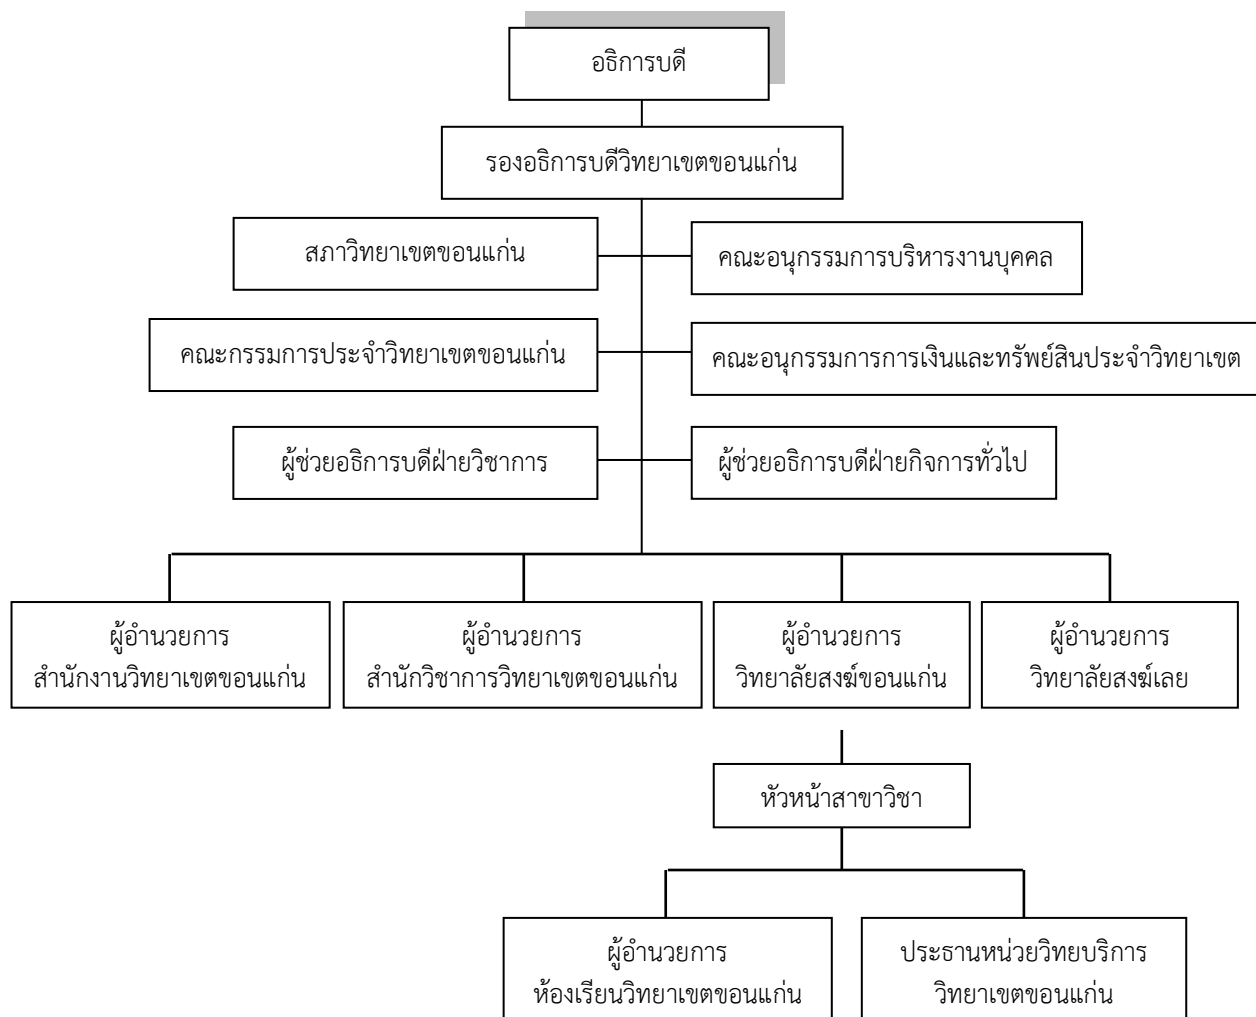 อธิการบดี
รองอธิการบดีวิทยาเขตขอนแก่น
สภาวิทยาเขตขอนแก่น
คณะอนุกรรมการบริหารงานบุคคล
คณะกรรมการประจำวิทยาเขตขอนแก่น
คณะอนุกรรมการการเงินและทรัพย์สินประจำวิทยาเขต
ผู้ช่วยอธิการบดีฝ่ายวิชาการ
ผู้ช่วยอธิการบดีฝ่ายกิจการทั่วไป
ผู้อำนวยการ
สำนักงานวิทยาเขตขอนแก่น
ผู้อำนวยการ
สำนักวิชาการวิทยาเขตขอนแก่น
ผู้อำนวยการ
วิทยาลัยสงฆ์ขอนแก่น
ผู้อำนวยการ
วิทยาลัยสงฆ์เลย
หัวหน้าสาขาวิชา
ผู้อำนวยการ
ห้องเรียนวิทยาเขตขอนแก่น
ประธานหน่วยวิทยบริการ
วิทยาเขตขอนแก่น